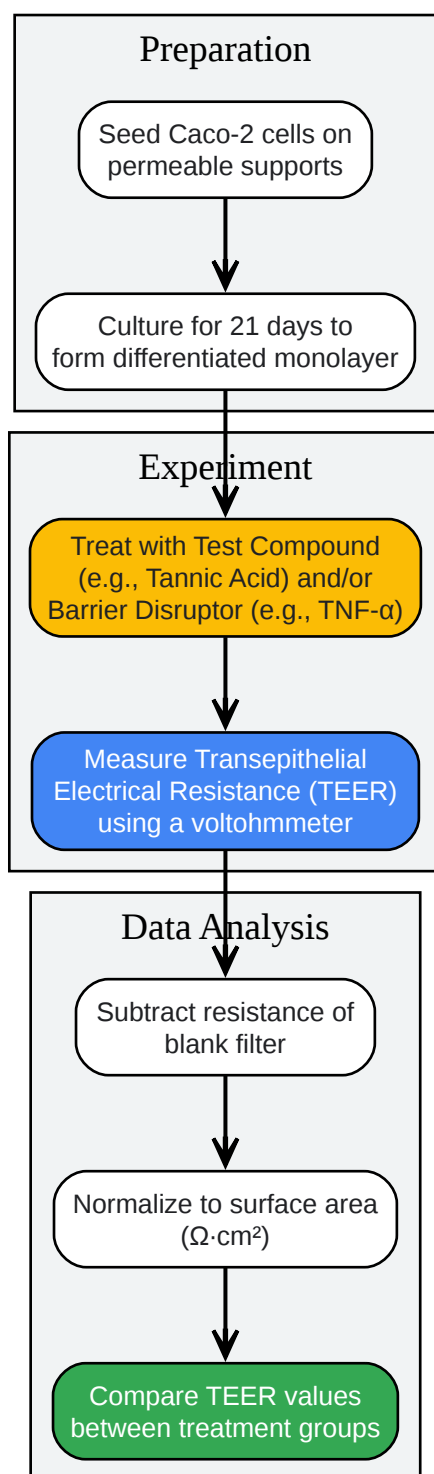 Preparation
Seed Caco-2 cells on
permeable supports
Culture for 21 days to
form differentiated monolayer
Experiment
Treat with Test Compound
(e.g., Tannic Acid) and/or
Barrier Disruptor (e.g., TNF-α)
Measure Transepithelial
Electrical Resistance (TEER)
using a voltohmmeter
Data Analysis
Subtract resistance of
blank filter
Normalize to surface area
(Ω·cm²)
Compare TEER values
between treatment groups